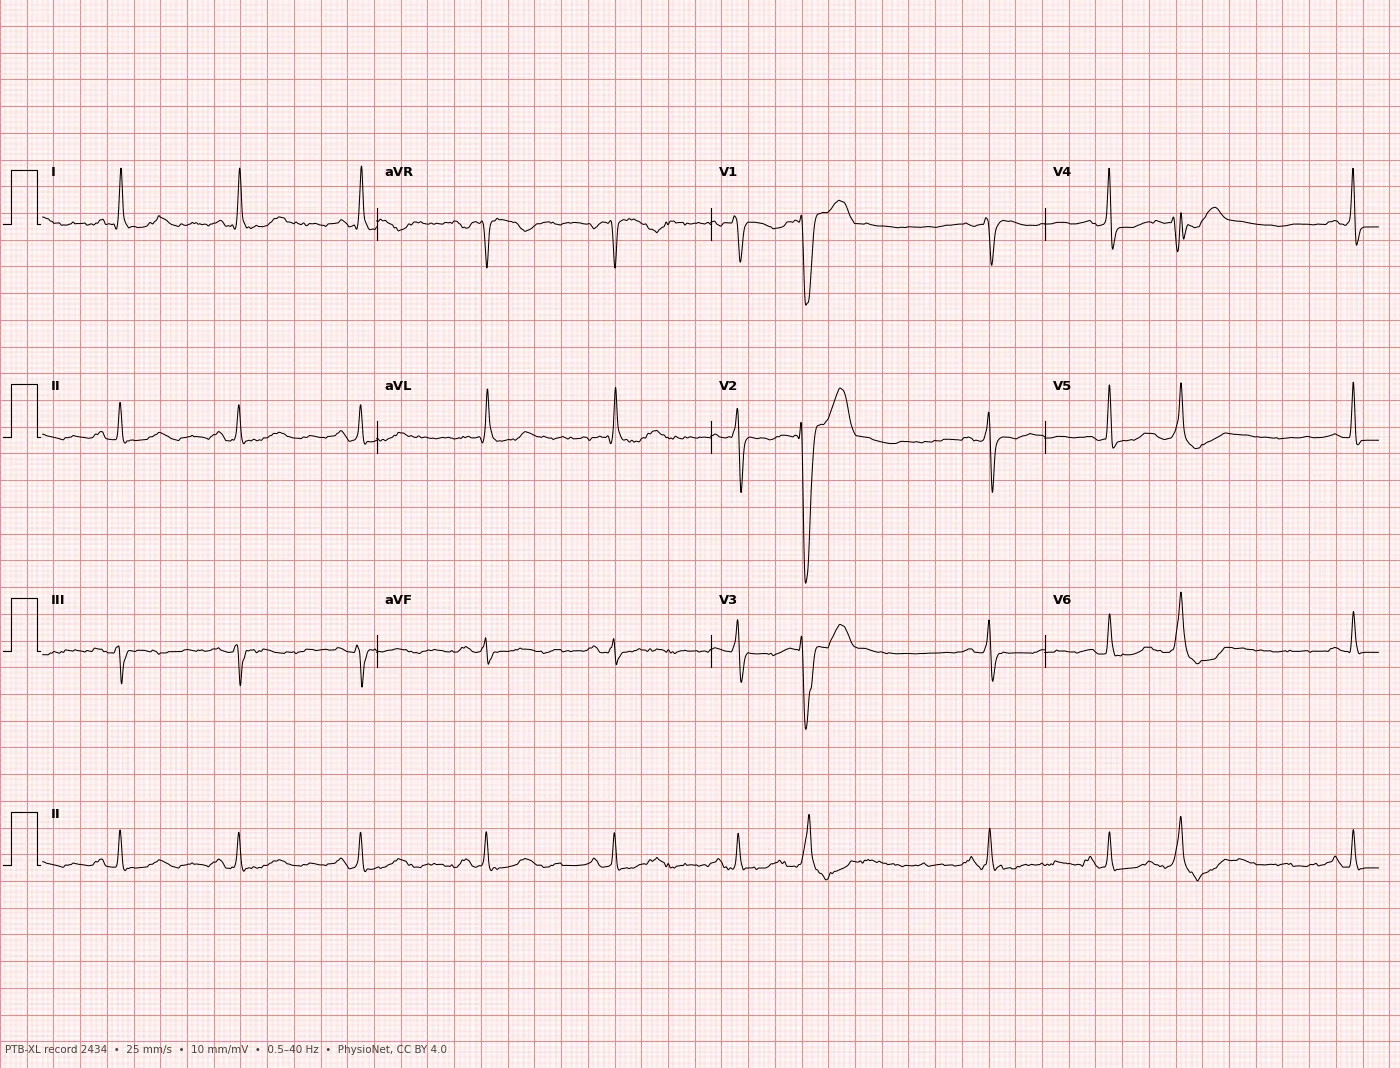 I aVR V1 V4
II aVL V2 V5
III aVF V3 V6
II
PTB-XL record 2434 • 25 mm/s • 10 mm/mV • 0.5–40 Hz • PhysioNet, CC BY 4.0